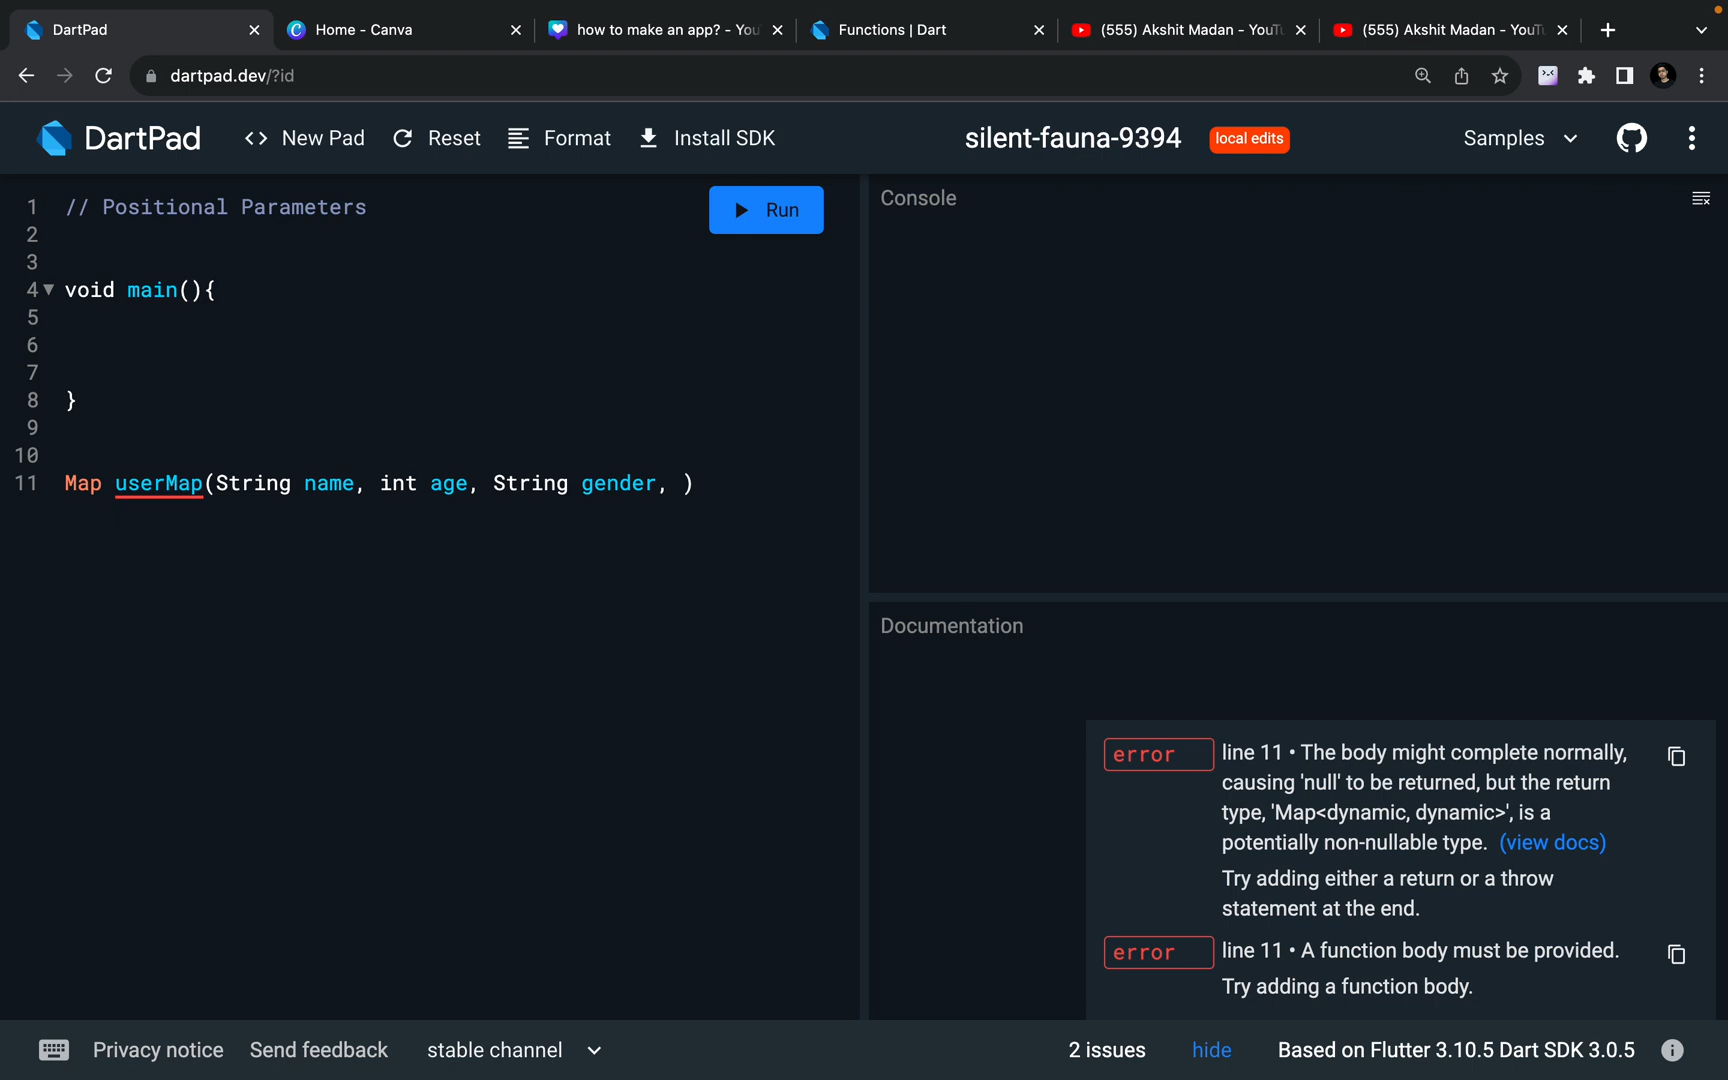 DartPad
Home - Canva
how to make an app? - You
Functions | Dart
(555) Akshit Madan - YouT
(555) Akshit Madan - YouT
dartpad.dev/?id
DartPad
<> New Pad
Reset
Format
Install SDK
silent-fauna-9394
local edits
Samples
1 // Positional Parameters
2
3
4 void main(){
5
6
7
8 }
9
10
11 Map userMap(String name, int age, String gender, )
Run
Console
Documentation
error line 11 • The body might complete normally,
causing 'null' to be returned, but the return
type, 'Map<dynamic, dynamic>', is a
potentially non-nullable type. (view docs)
Try adding either a return or a throw
statement at the end.
error line 11 • A function body must be provided.
Try adding a function body.
Privacy notice
Send feedback
stable channel
2 issues
hide
Based on Flutter 3.10.5 Dart SDK 3.0.5